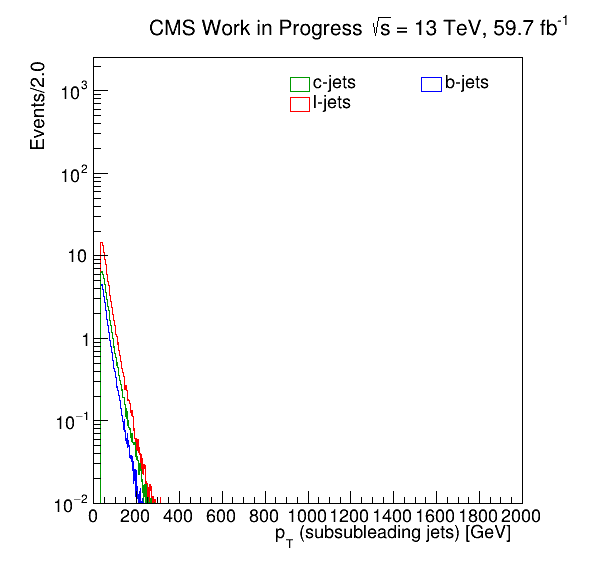 CMS Work in Progress √s = 13 TeV, 59.7 fb⁻¹
Events/2.0
c-jets b-jets
l-jets
10³
10²
10
1
10⁻¹
10⁻²
0 200 400 600 800 1000 1200 1400 1600 1800 2000
p_T (subsubleading jets) [GeV]